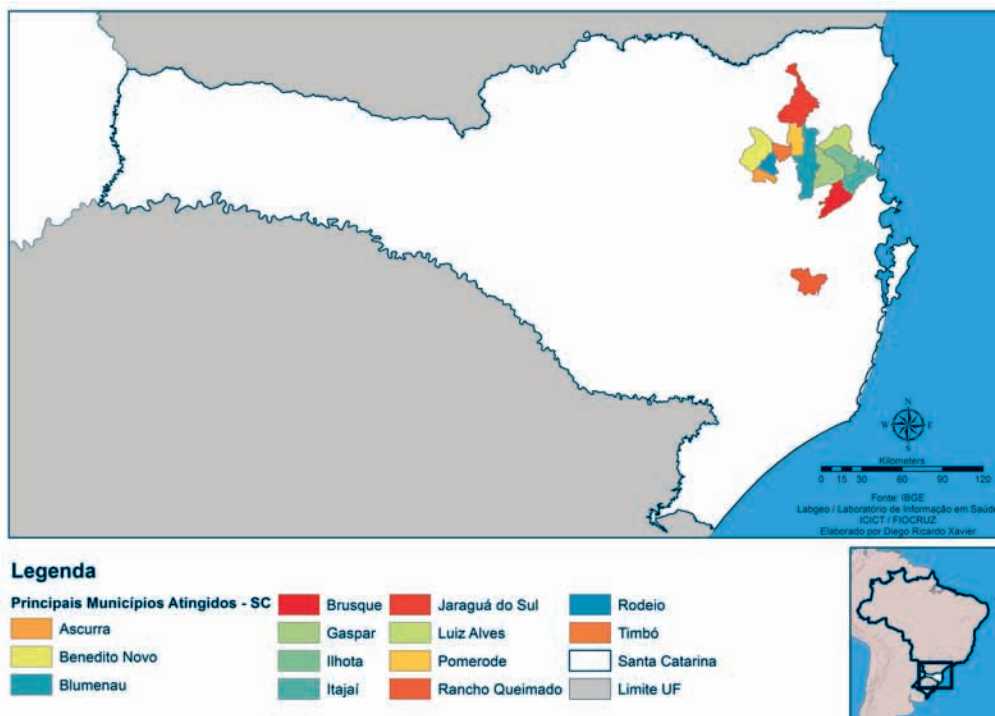 N
W
E
S
Kilometers
0 15 30 60 90 120
Fonte: IBGE
Labgeo / Laboratório de Informação em Saúde
ICICT / FIOCRUZ
Elaborado por Diego Ricardo Xavier
Legenda
Principais Municípios Atingidos - SC
Ascurra
Benedito Novo
Blumenau
Brusque
Gaspar
Ilhota
Itajaí
Jaraguá do Sul
Luiz Alves
Pomerode
Rancho Queimado
Rodeio
Timbó
Santa Catarina
Limite UF